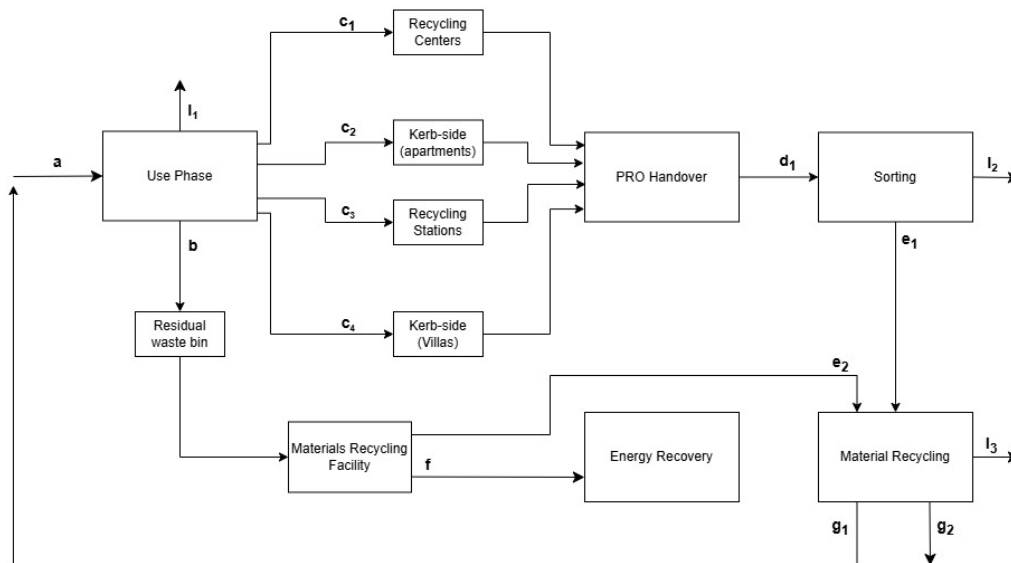 c₁
Recycling
Centers
l₁
a
Use Phase
c₂
Kerb-side
(apartments)
PRO Handover
d₁
Sorting
l₂
c₃
Recycling
Stations
b
e₁
Residual
waste bin
c₄
Kerb-side
(Villas)
e₂
Materials Recycling
Facility
f
Energy Recovery
Material Recycling
l₃
g₁
g₂